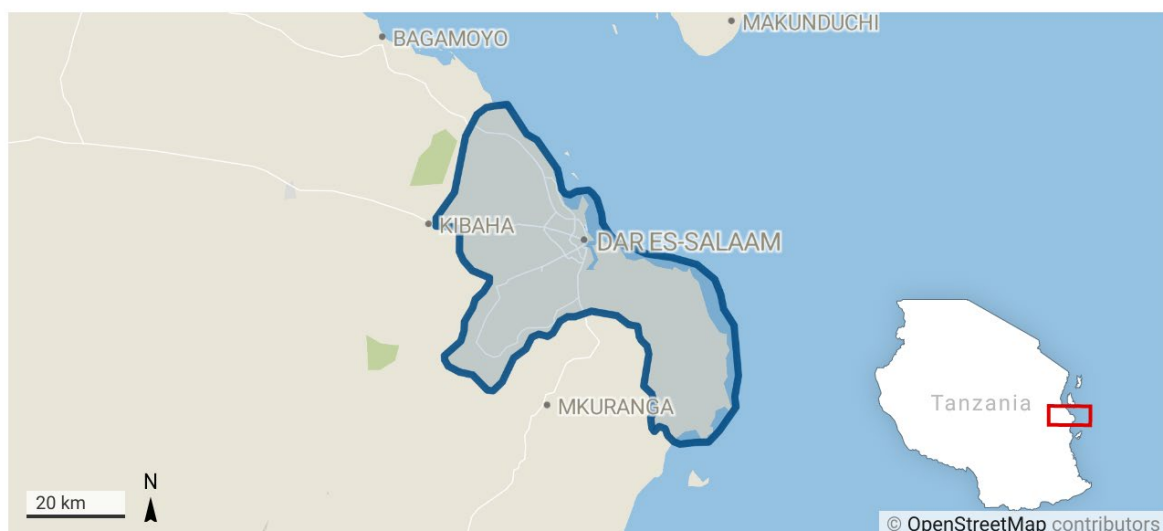 MAKUNDUCHI
BAGAMOYO
KIBAHA
DAR ES-SALAAM
MKURANGA
Tanzania
N
20 km
© OpenStreetMap contributors